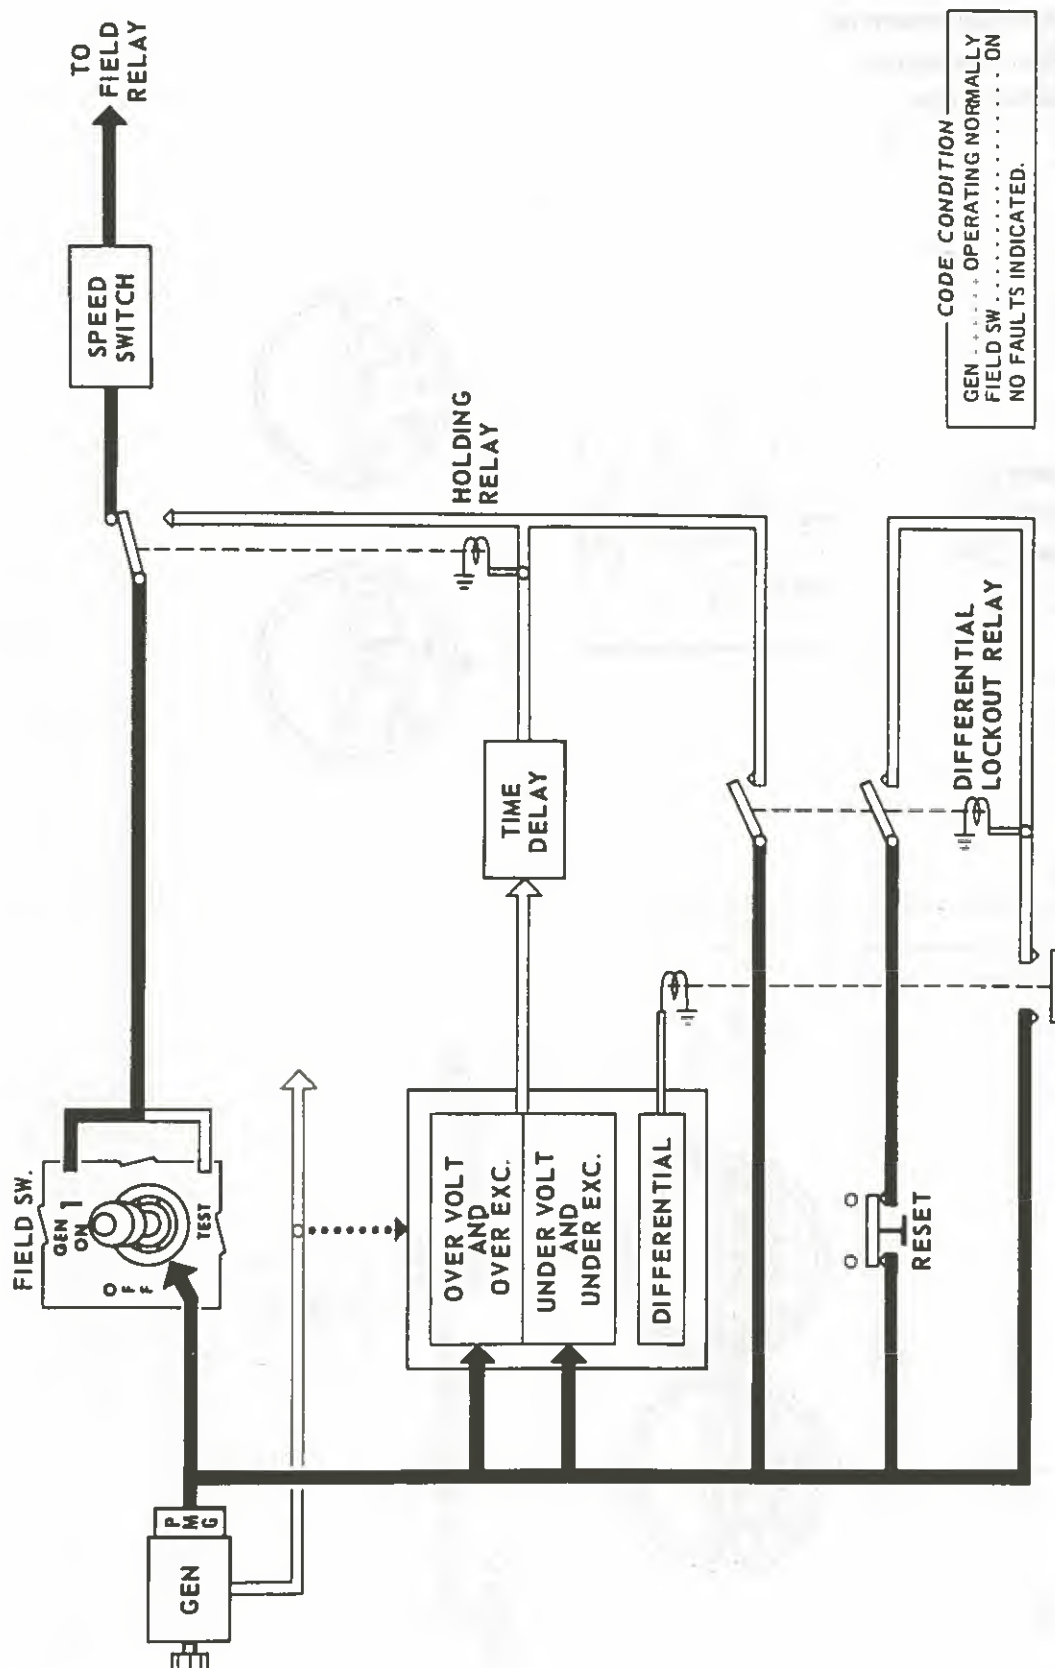 FIELD SW.
GEN
ON
OFF
TEST
SPEED
SWITCH
TO
FIELD
RELAY
GEN
PMG
HOLDING
RELAY
OVER VOLT
AND
OVER EXC.
UNDER VOLT
AND
UNDER EXC.
DIFFERENTIAL
TIME
DELAY
RESET
DIFFERENTIAL
LOCKOUT RELAY
CODE: CONDITION
GEN ...... OPERATING NORMALLY
FIELD SW. . . . . . . . . . . . . . . ON
NO FAULTS INDICATED.